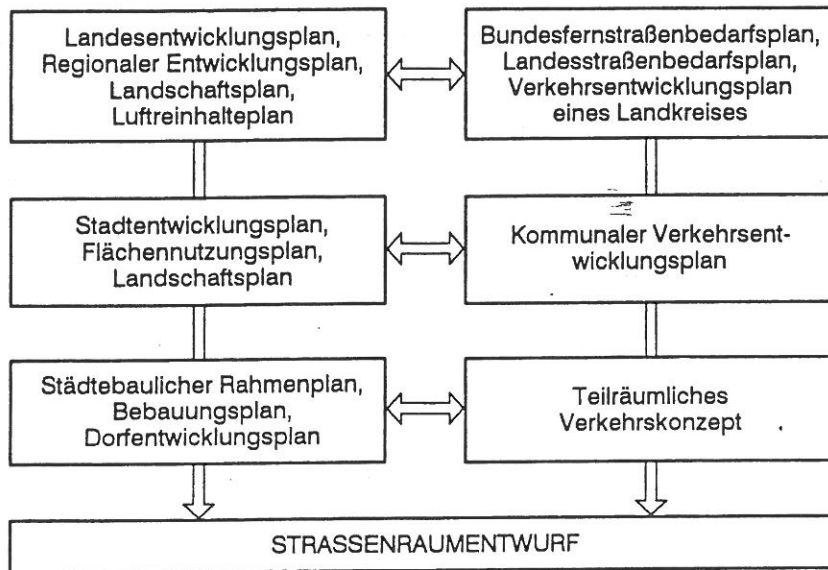 Landesentwicklungsplan,
Regionaler Entwicklungsplan,
Landschaftsplan,
Luftreinhalteplan
Bundesfernstraßenbedarfsplan,
Landesstraßenbedarfsplan,
Verkehrsentwicklungsplan
eines Landkreises
Stadtentwicklungsplan,
Flächennutzungsplan,
Landschaftsplan
Kommunaler Verkehrsent-
wicklungsplan
Städtebaulicher Rahmenplan,
Bebauungsplan,
Dorfentwicklungsplan
Teilräumliches
Verkehrskonzept
STRASSENRAUMENTWURF